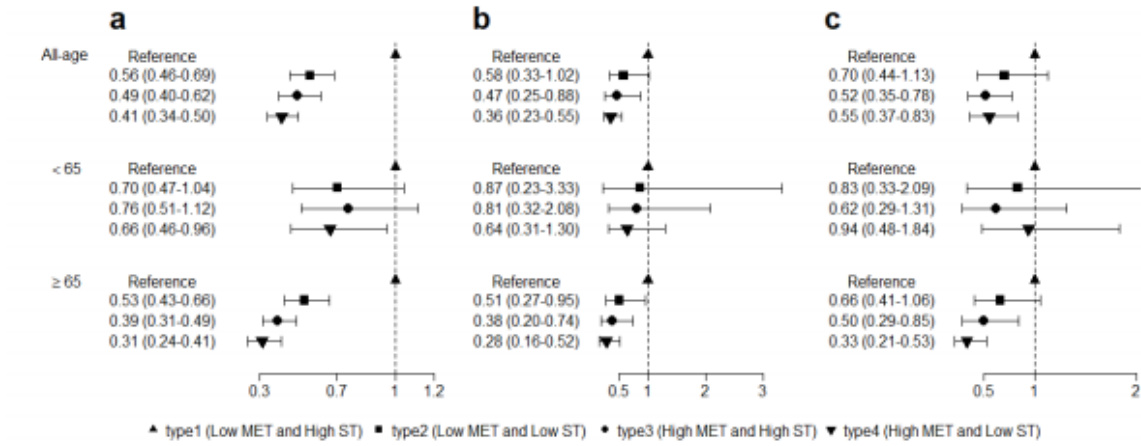 a b c
All-age Reference Reference Reference
0.56 (0.46-0.69) 0.58 (0.33-1.02) 0.70 (0.44-1.13)
0.49 (0.40-0.62) 0.47 (0.25-0.88) 0.52 (0.35-0.78)
0.41 (0.34-0.50) 0.36 (0.23-0.55) 0.55 (0.37-0.83)
< 65 Reference Reference Reference
0.70 (0.47-1.04) 0.87 (0.23-3.33) 0.83 (0.33-2.09)
0.76 (0.51-1.12) 0.81 (0.32-2.08) 0.62 (0.29-1.31)
0.66 (0.46-0.96) 0.64 (0.31-1.30) 0.94 (0.48-1.84)
≥ 65 Reference Reference Reference
0.53 (0.43-0.66) 0.51 (0.27-0.95) 0.66 (0.41-1.06)
0.39 (0.31-0.49) 0.38 (0.20-0.74) 0.50 (0.29-0.85)
0.31 (0.24-0.41) 0.28 (0.16-0.52) 0.33 (0.21-0.53)
0.3 0.7 1 1.2 0.5 1 2 3 0.5 1 2
type1 (Low MET and High ST) type2 (Low MET and Low ST) type3 (High MET and High ST) type4 (High MET and Low ST)